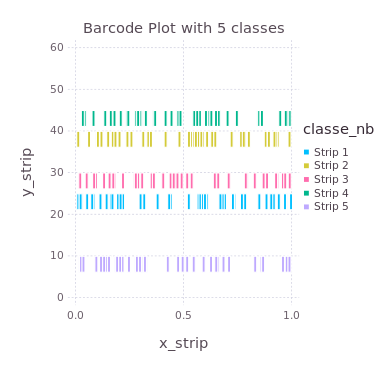 Barcode Plot with 5 classes
60
50
40
30
20
10
0
y_strip
0.0
0.5
1.0
x_strip
classe_nb
Strip 1
Strip 2
Strip 3
Strip 4
Strip 5